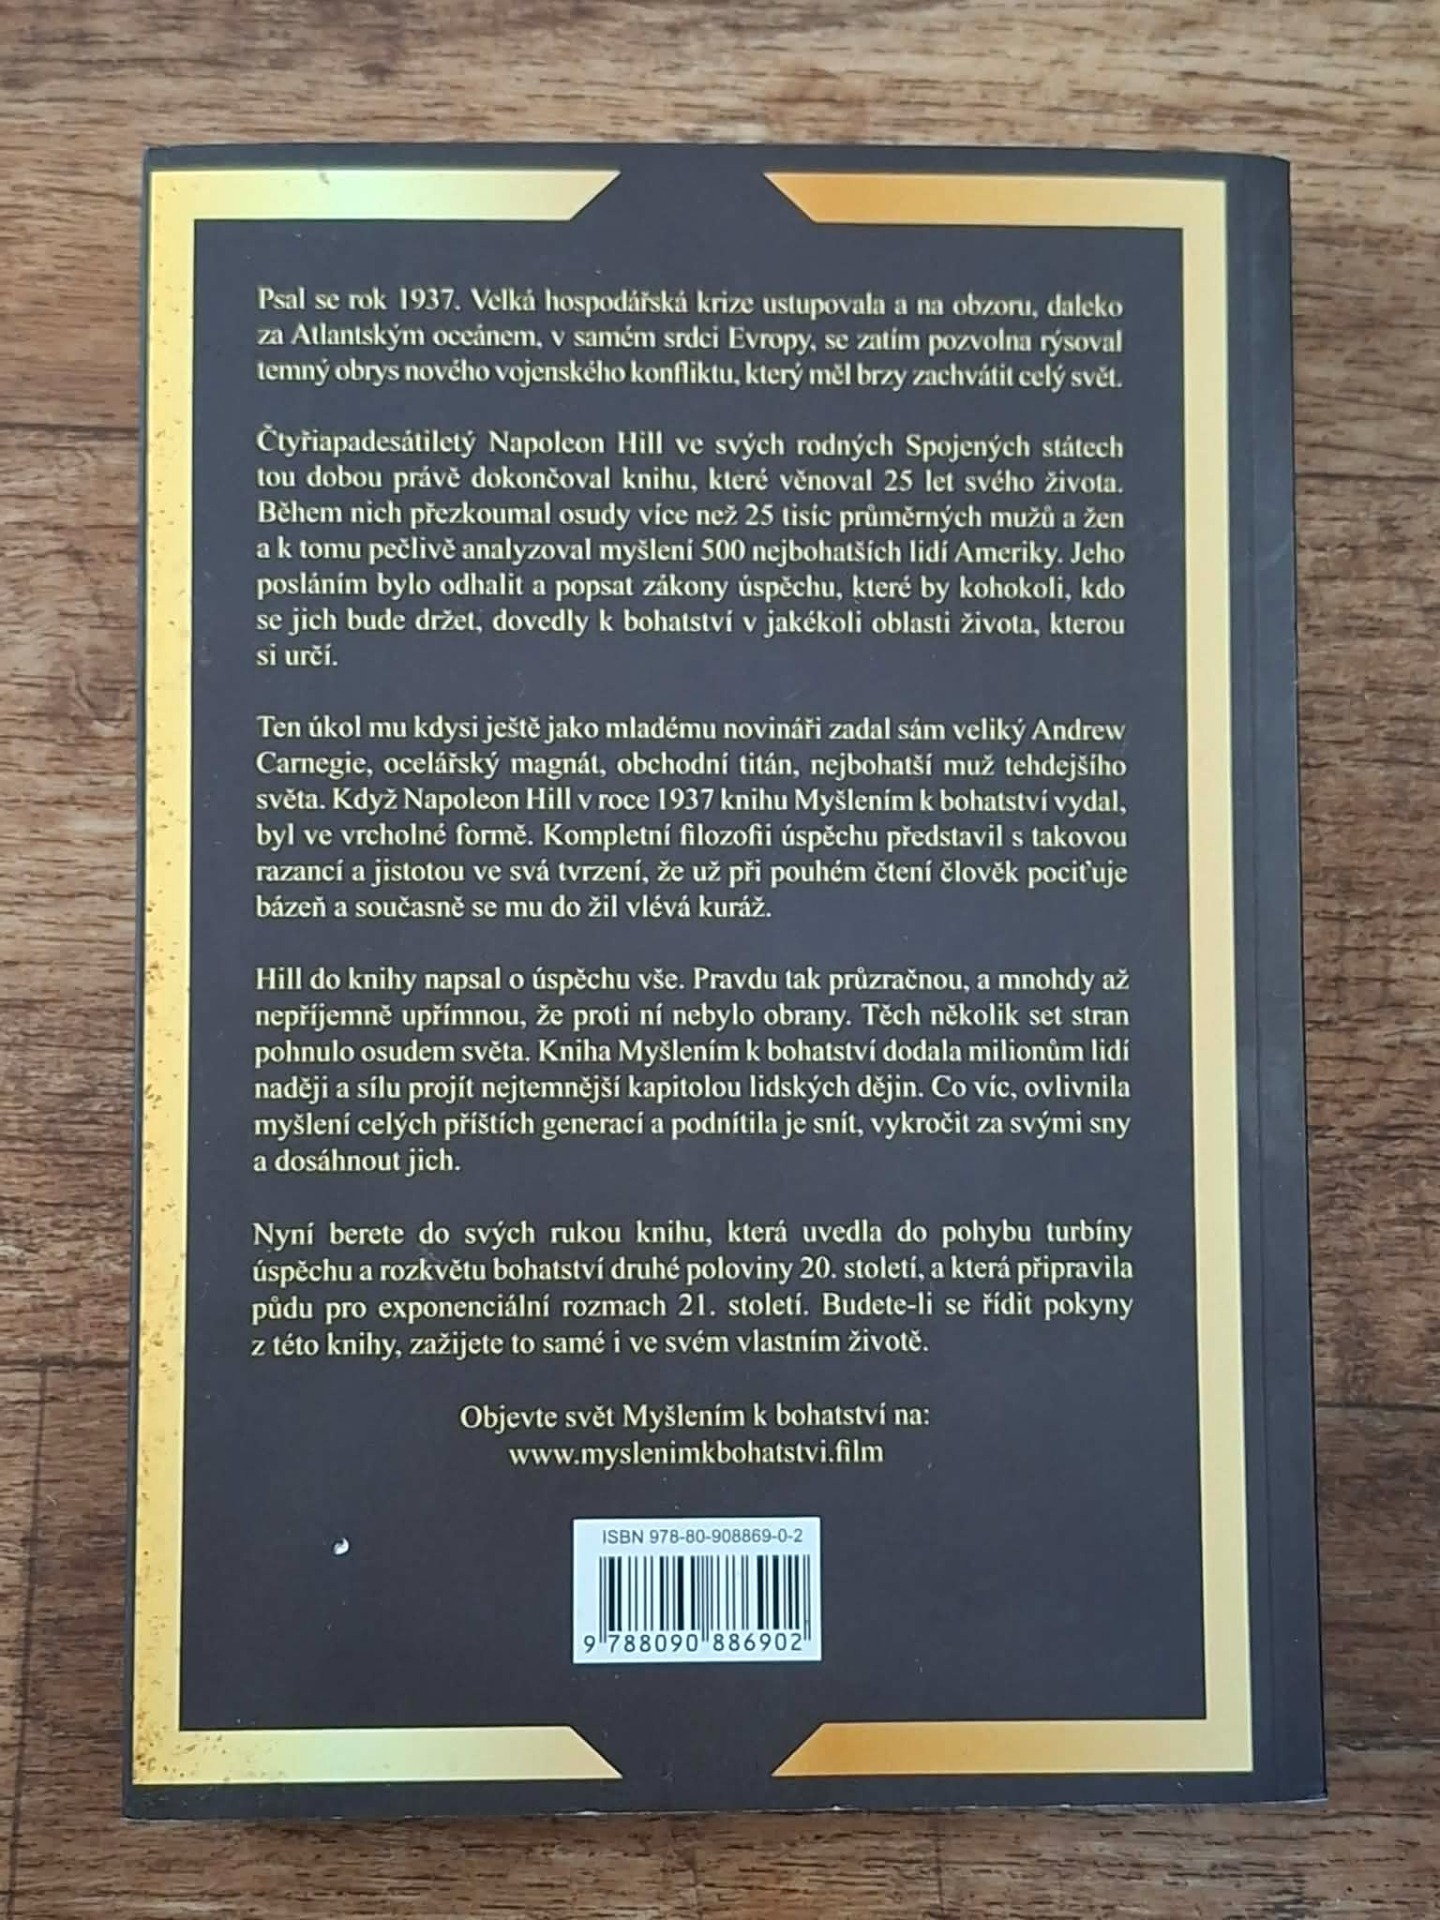 Psal se rok 1937. Velká hospodářská krize ustupovala a na obzoru, daleko
za Atlantským oceánem, v samém srdci Evropy, se zatím pozvolna rýsoval
temný obrys nového vojenského konfliktu, který měl brzy zachvátit celý svět.
Čtyřiapadesátiletý Napoleon Hill ve svých rodných Spojených státech
tou dobou právě dokončoval knihu, které věnoval 25 let svého života.
Během nich přezkoumal osudy více než 25 tisíc průměrných mužů a žen
a k tomu pečlivě analyzoval myšlení 500 nejbohatších lidí Ameriky. Jeho
posláním bylo odhalit a popsat zákony úspěchu, které by kohokoli, kdo
se jich bude držet, dovedly k bohatství v jakékoli oblasti života, kterou
si určí.
Ten úkol mu kdysi ještě jako mladému novináři zadal sám veliký Andrew
Carnegie, ocelářský magnát, obchodní titán, nejbohatší muž tehdejšího
světa. Když Napoleon Hill v roce 1937 knihu Myšlením k bohatství vydal,
byl ve vrcholné formě. Kompletní filozofii úspěchu představil s takovou
razancí a jistotou ve svá tvrzení, že už při pouhém čtení člověk pociťuje
bázeň a současně se mu do žil vlévá kuráž.
Hill do knihy napsal o úspěchu vše. Pravdu tak průzračnou, a mnohdy až
nepříjemně upřímnou, že proti ní nebylo obrany. Těch několik set stran
pohnulo osudem světa. Kniha Myšlením k bohatství dodala milionům lidí
naději a sílu projít nejtemnější kapitolou lidských dějin. Co víc, ovlivnila
myšlení celých příštích generací a podnítila je snít, vykročit za svými sny
a dosáhnout jich.
Nyní berete do svých rukou knihu, která uvedla do pohybu turbíny
úspěchu a rozkvětu bohatství druhé poloviny 20. století, a která připravila
půdu pro exponenciální rozmach 21. století. Budete-li se řídit pokyny
z této knihy, zažijete to samé i ve svém vlastním životě.
Objevte svět Myšlením k bohatství na:
www.myslenimkbohatstvi.film
ISBN 978-80-908869-0-2
9 788090 886902